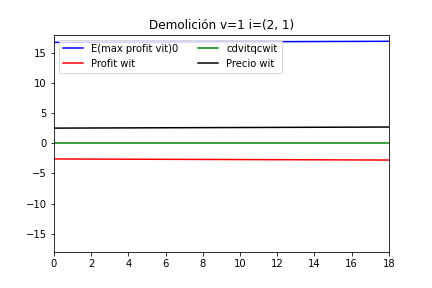 Demolición v=1 i=(2, 1)
E(max profit vit)0
Profit wit
cdvitqcwit
Precio wit
15
10
5
0
−5
−10
−15
0 2 4 6 8 10 12 14 16 18